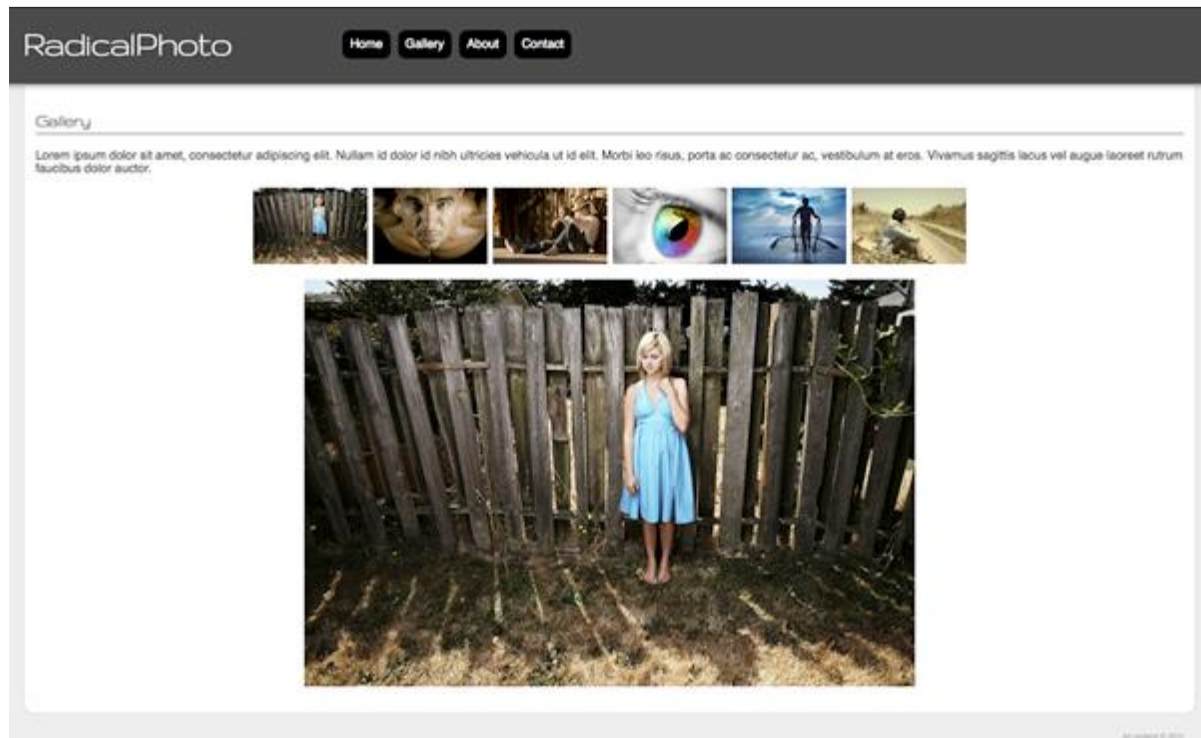 RadicalPhoto
Home Gallery About Contact
Gallery
Lorem ipsum dolor sit amet, consectetur adipiscing elit. Nullam id dolor id nibh ultricies vehicula ut id elit. Morbi leo risus, porta ac consectetur ac, vestibulum at eros. Vivamus sagittis lacus vel augue laoreet rutrum
faucibus dolor auctor.